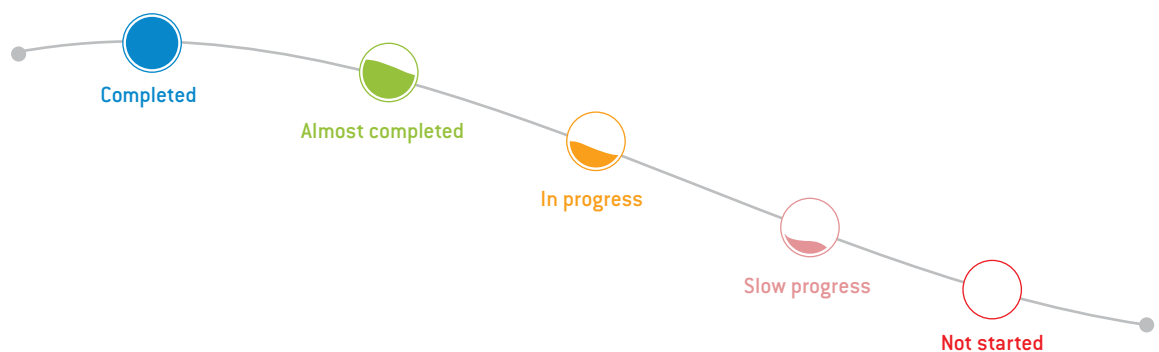 Completed
Almost completed
In progress
Slow progress
Not started